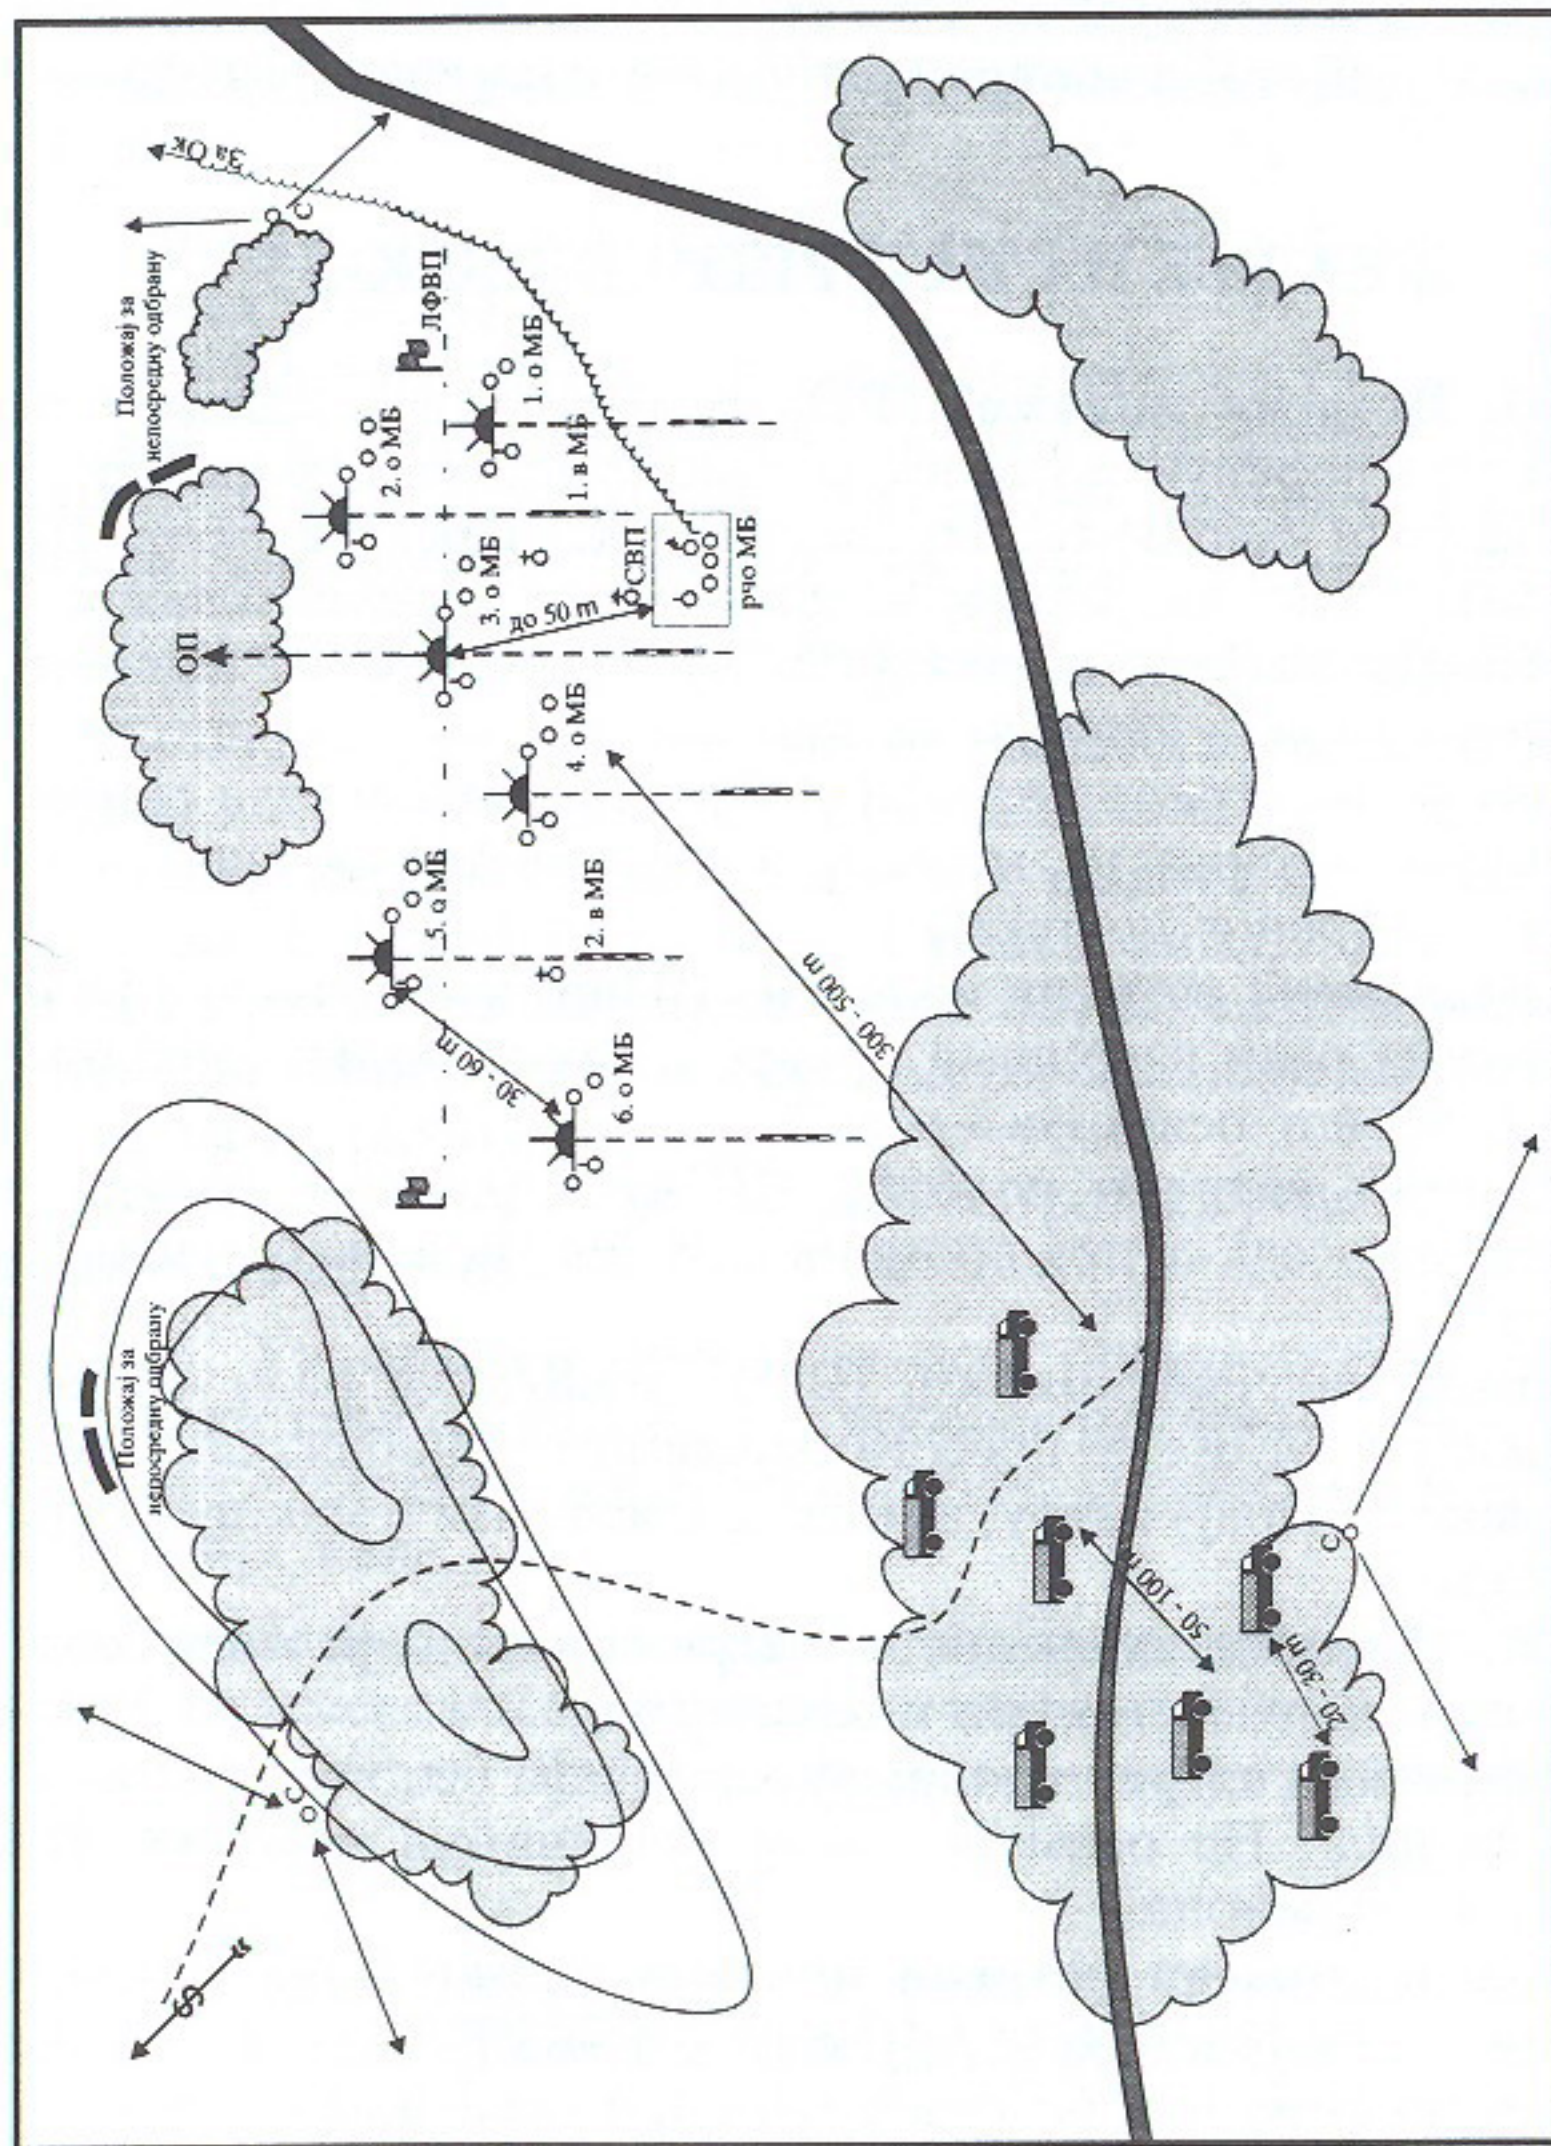 За Ок
Положај за
непосредну одбрану
С
ЛФВП
1. о МБ
2. о МБ
1. в МБ
3. о МБ
СВП
рчо МБ
до 50 m
ОП
4. о МБ
5. о МБ
2. в МБ
300 - 500 m
30 - 60 m
6. о МБ
Положај за
непосредну одбрану
С
50 - 100 m
20 - 30 m
С
S